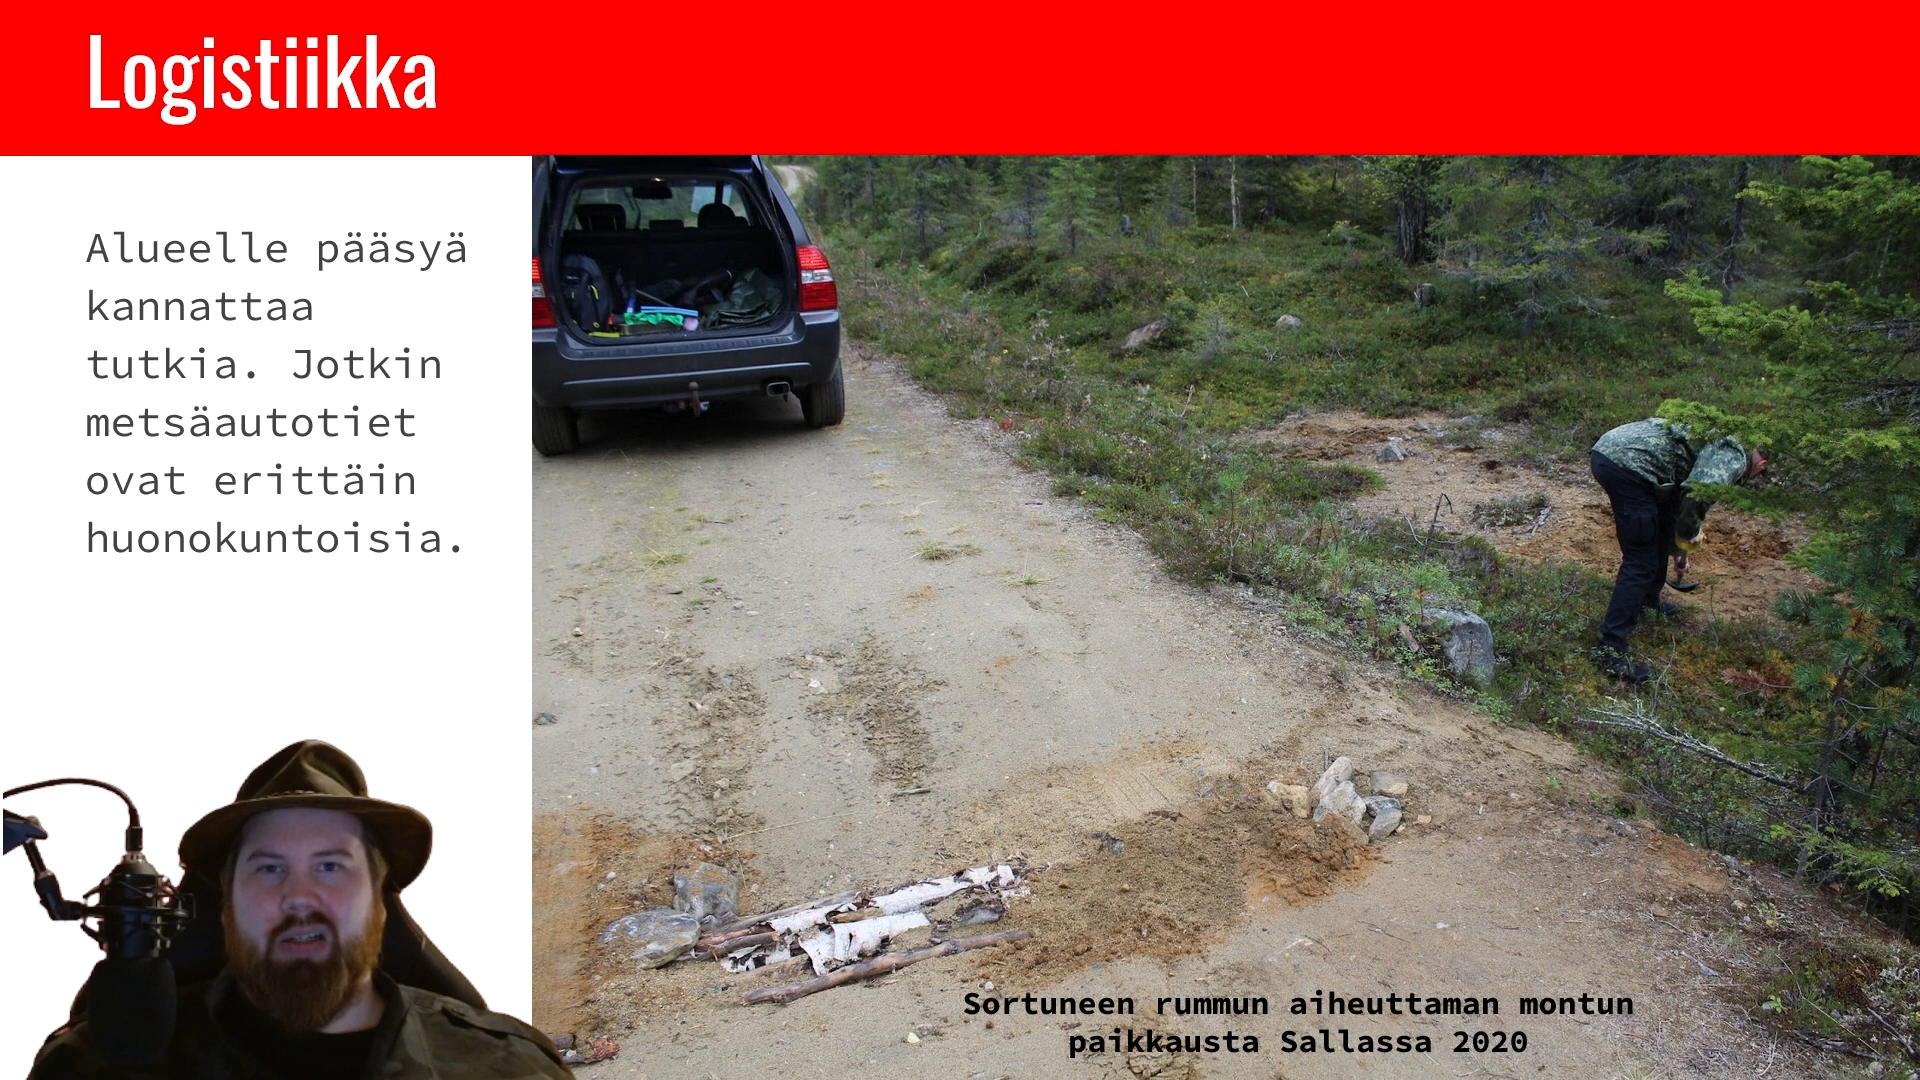 Logistiikka
Alueelle pääsyä
kannattaa
tutkia. Jotkin
metsäautotiet
ovat erittäin
huonokuntoisia.
Sortuneen rummun aiheuttaman montun
paikkausta Sallassa 2020